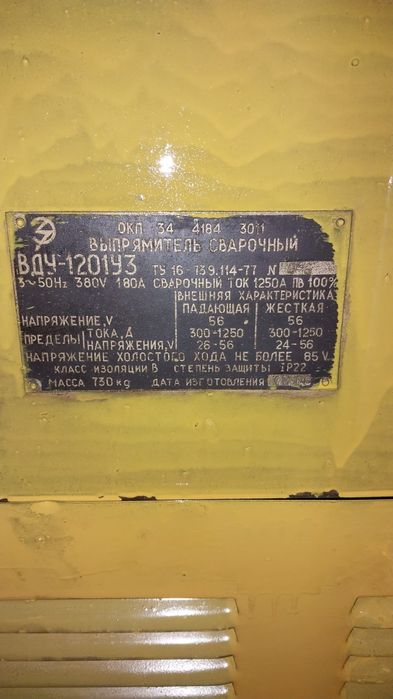 ОКП 34 4184 3011
ВЫПРЯМИТЕЛЬ СВАРОЧНЫЙ
ВДУ-1201У3 ТУ 16-739.114-77 N
3~50Hz 380V 180A СВАРОЧНЫЙ ТОК 1250А ПВ 100%
ВНЕШНЯЯ ХАРАКТЕРИСТИКА
ПАДАЮЩАЯ ЖЕСТКАЯ
НАПРЯЖЕНИЕ,V 56 56
ПРЕДЕЛЫ ТОКА,А 300-1250 300-1250
НАПРЯЖЕНИЯ,V 26-56 24-56
НАПРЯЖЕНИЕ ХОЛОСТОГО ХОДА НЕ БОЛЕЕ 85 V
КЛАСС ИЗОЛЯЦИИ В СТЕПЕНЬ ЗАЩИТЫ IP22
МАССА 730kg ДАТА ИЗГОТОВЛЕНИЯ